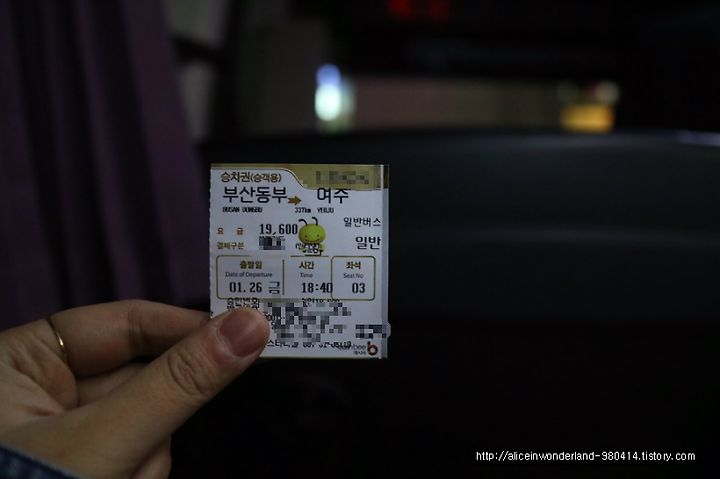 승차권(승객용)
부산동부 여주
BUSAN DONGBU 337km YEOJU
요 금 19,600 일반버스
결제구분 일반
출발일 시간 좌석
Date of Departure Time Seat No
01.26 금 18:40 03
http://aliceinwonderland-980414.tistory.com